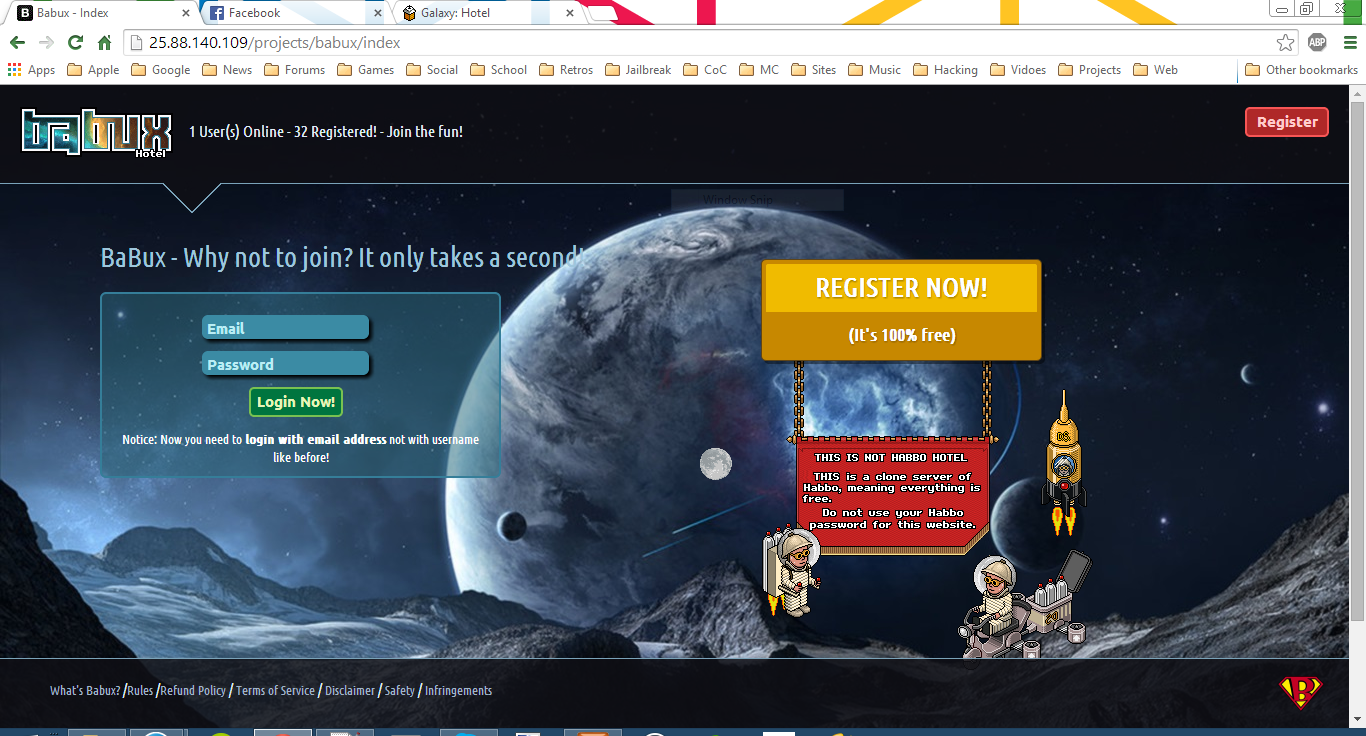 Babux - Index
Facebook
Galaxy: Hotel
25.88.140.109/projects/babux/index
ABP
Apps Apple Google News Forums Games Social School Retros Jailbreak CoC MC Sites Music Hacking Vidoes Projects Web Other bookmarks
babux
Hotel
1 User(s) Online - 32 Registered! - Join the fun!
Register
Window Snip
BaBux - Why not to join? It only takes a second!
Email
Password
Login Now!
Notice: Now you need to login with email address not with username
like before!
REGISTER NOW!
(It's 100% free)
THIS IS NOT HABBO HOTEL
THIS is a clone server of
Habbo, meaning everything is
free.
Do not use your Habbo
password for this website.
What's Babux? /Rules /Refund Policy / Terms of Service / Disclaimer / Safety / Infringements
B